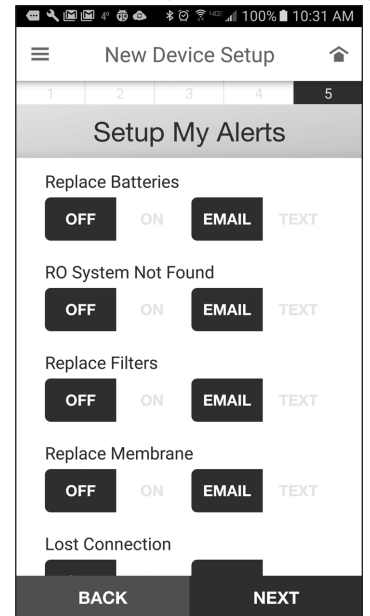 4° 4G 100% 10:31 AM
New Device Setup
1 2 3 4 5
Setup My Alerts
Replace Batteries
OFF ON EMAIL TEXT
RO System Not Found
OFF ON EMAIL TEXT
Replace Filters
OFF ON EMAIL TEXT
Replace Membrane
OFF ON EMAIL TEXT
Lost Connection
BACK NEXT